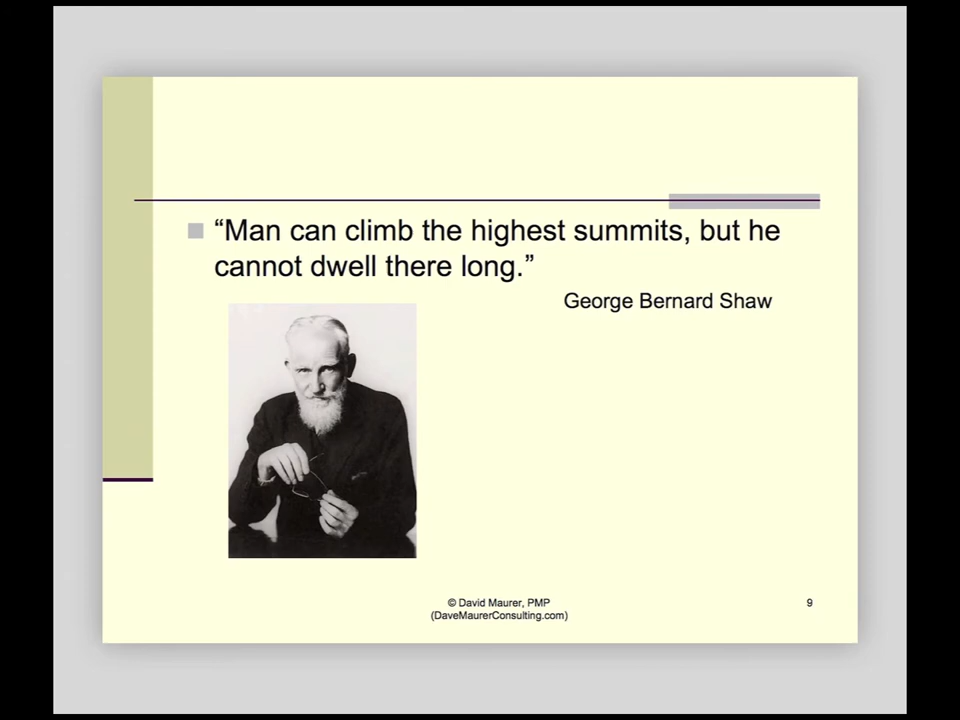 “Man can climb the highest summits, but he
cannot dwell there long.”
George Bernard Shaw
© David Maurer, PMP
(DaveMaurerConsulting.com)
9